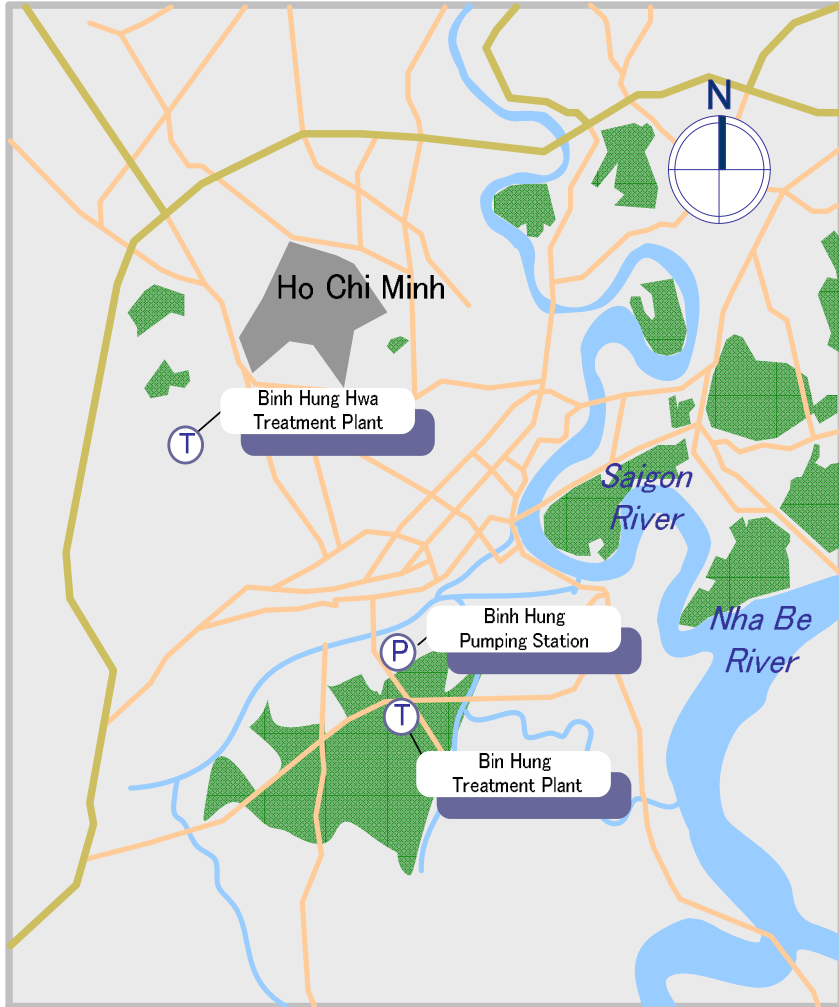 N
Ho Chi Minh
Binh Hung Hwa
Treatment Plant
T
Saigon
River
Binh Hung
Pumping Station
P
Nha Be
River
T
Bin Hung
Treatment Plant